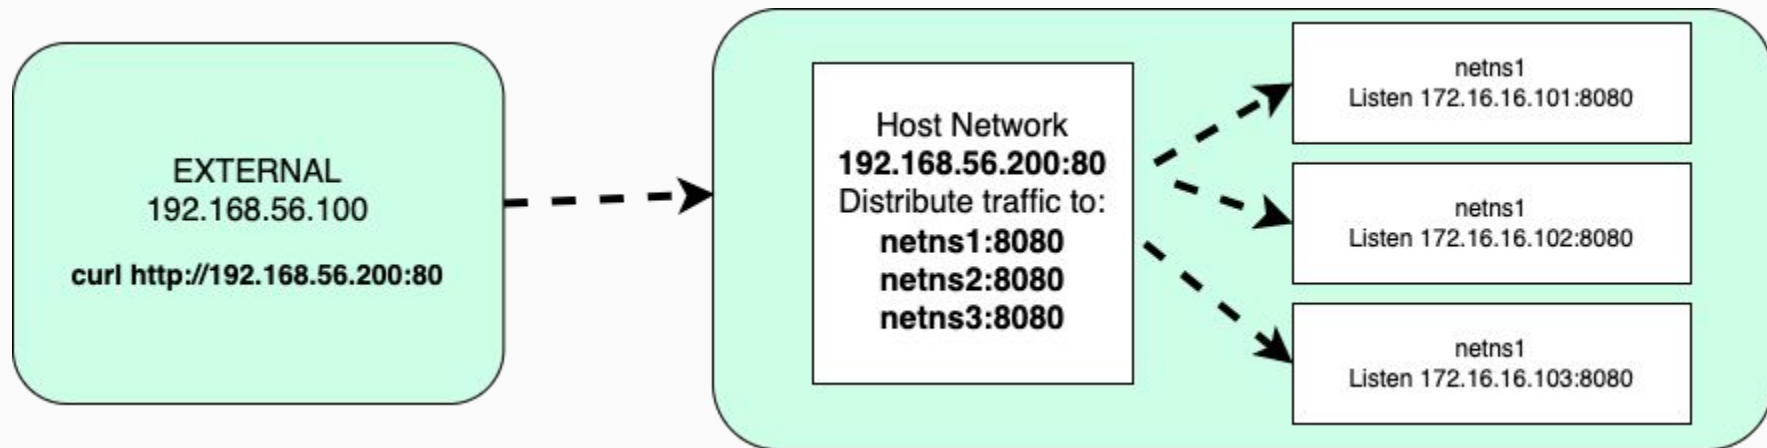 EXTERNAL
192.168.56.100
curl http://192.168.56.200:80
Host Network
192.168.56.200:80
Distribute traffic to:
netns1:8080
netns2:8080
netns3:8080
netns1
Listen 172.16.16.101:8080
netns1
Listen 172.16.16.102:8080
netns1
Listen 172.16.16.103:8080